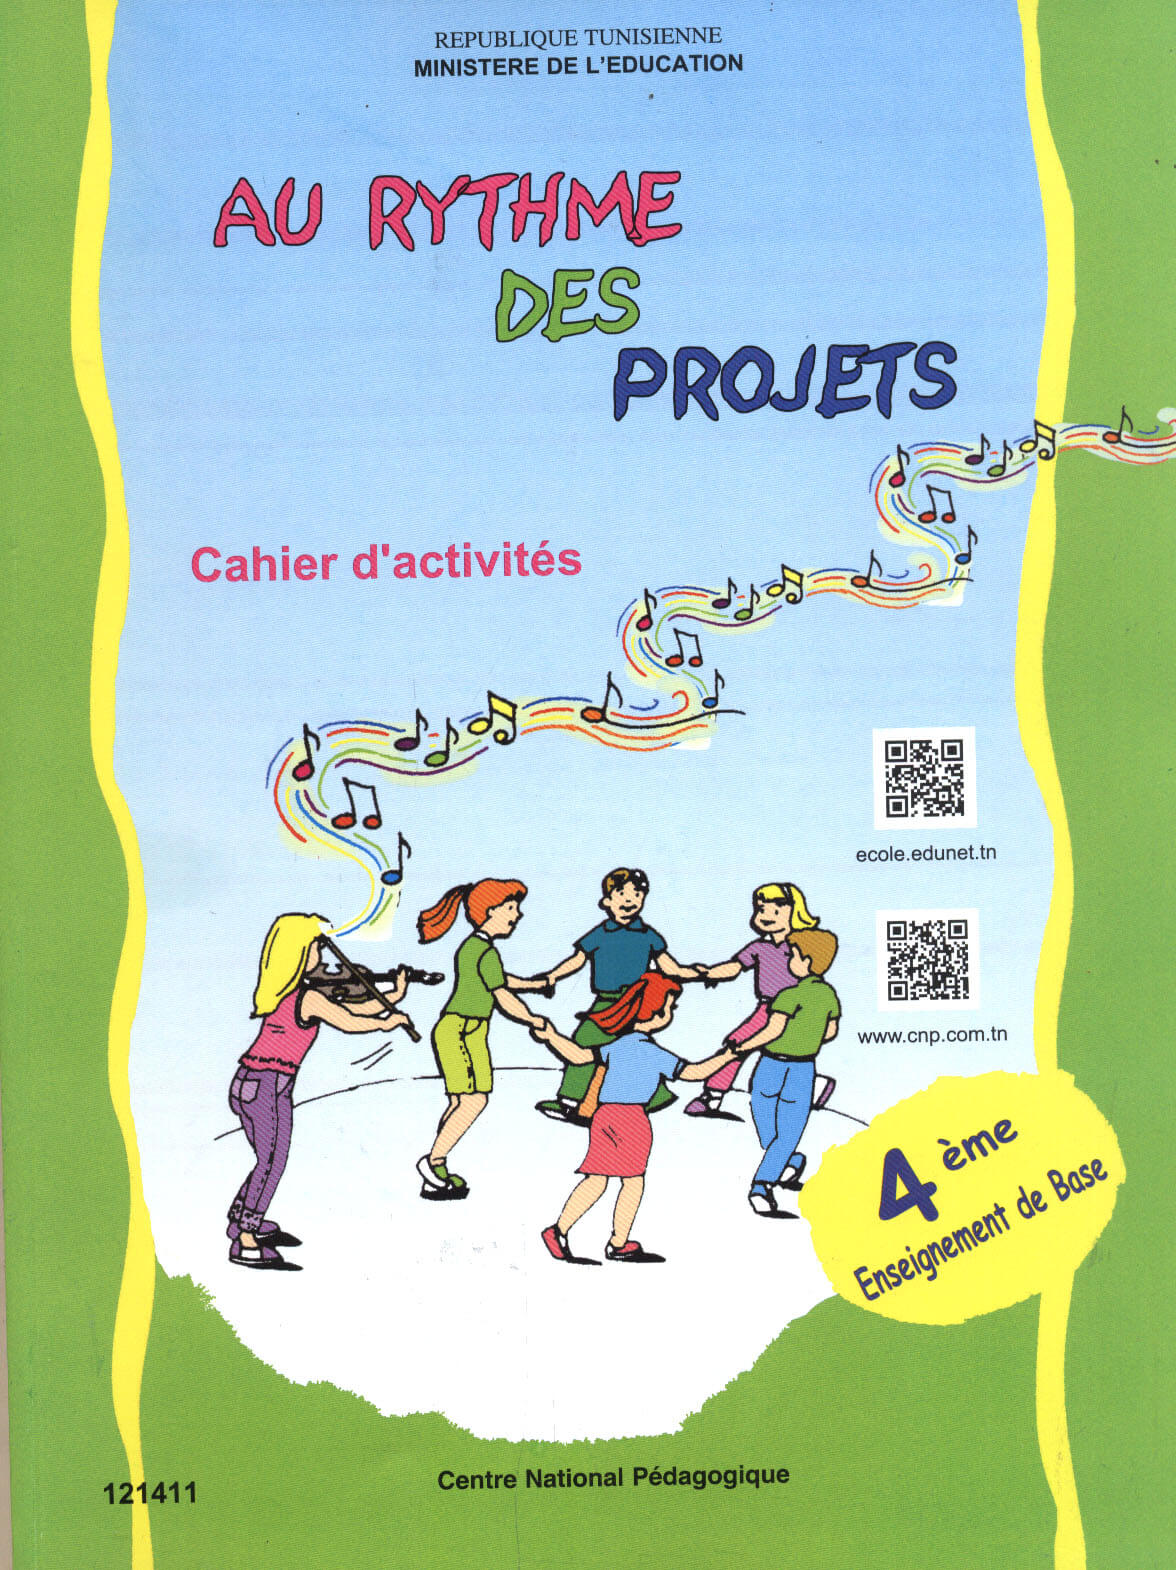 REPUBLIQUE TUNISIENNE
MINISTERE DE L'EDUCATION
AU RYTHME
DES
PROJETS
Cahier d'activités
ecole.edunet.tn
www.cnp.com.tn
4 ème
Enseignement de Base
Centre National Pédagogique
121411